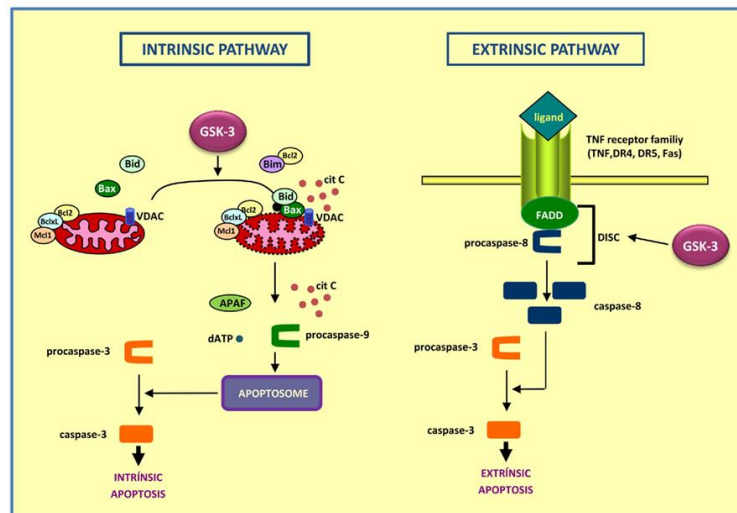 INTRINSIC PATHWAY
GSK-3
Bid
Bax
Bcl2
BclxL
Mcl1
VDAC
Bim
Bcl2
cit C
Bid
Bax
Bcl2
BclxL
Mcl1
VDAC
cit C
APAF
dATP
procaspase-9
procaspase-3
APOPTOSOME
caspase-3
INTRÍNSIC
APOPTOSIS
EXTRINSIC PATHWAY
ligand
TNF receptor familiy
(TNF,DR4, DR5, Fas)
FADD
procaspase-8
DISC
GSK-3
caspase-8
procaspase-3
caspase-3
EXTRÍNSIC
APOPTOSIS